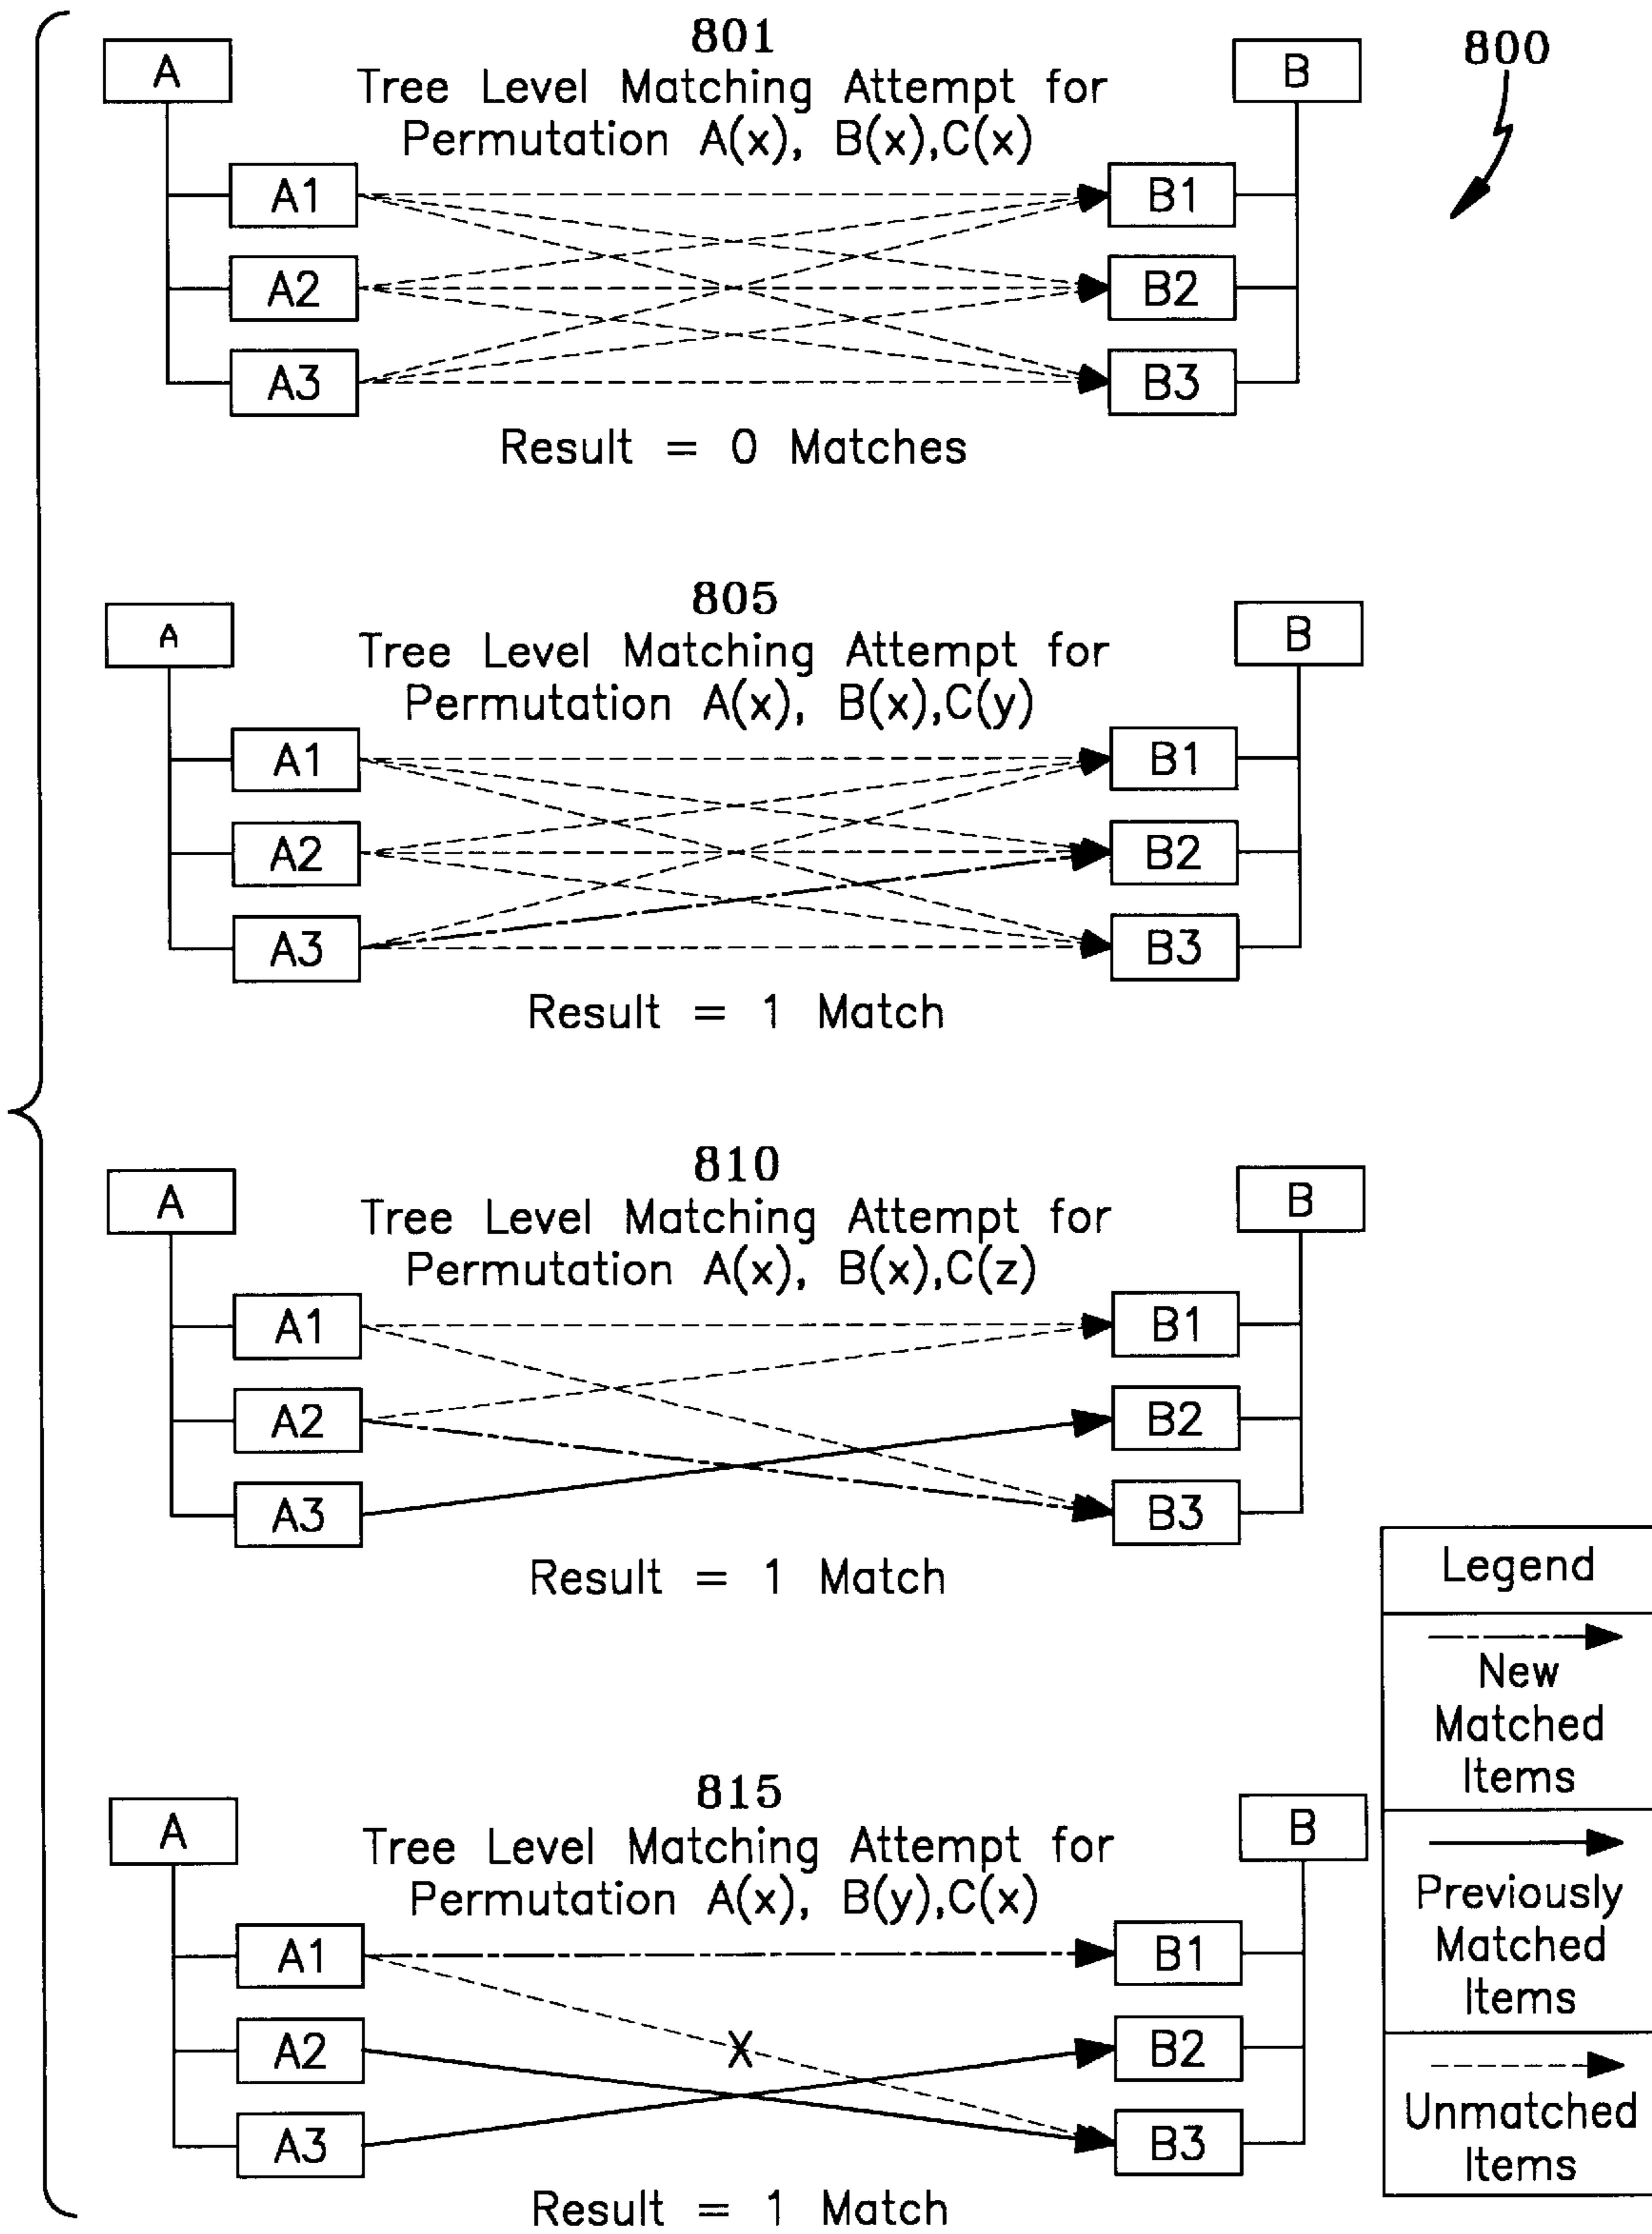 800
801
A
Tree Level Matching Attempt for
Permutation A(x), B(x),C(x)
B
A1
B1
A2
B2
A3
B3
Result = 0 Matches
805
A
Tree Level Matching Attempt for
Permutation A(x), B(x),C(y)
B
A1
B1
A2
B2
A3
B3
Result = 1 Match
810
A
Tree Level Matching Attempt for
Permutation A(x), B(x),C(z)
B
A1
B1
A2
B2
A3
B3
Result = 1 Match
815
A
Tree Level Matching Attempt for
Permutation A(x), B(y),C(x)
B
A1
B1
A2
X
B2
A3
B3
Result = 1 Match
Legend
New
Matched
Items
Previously
Matched
Items
Unmatched
Items